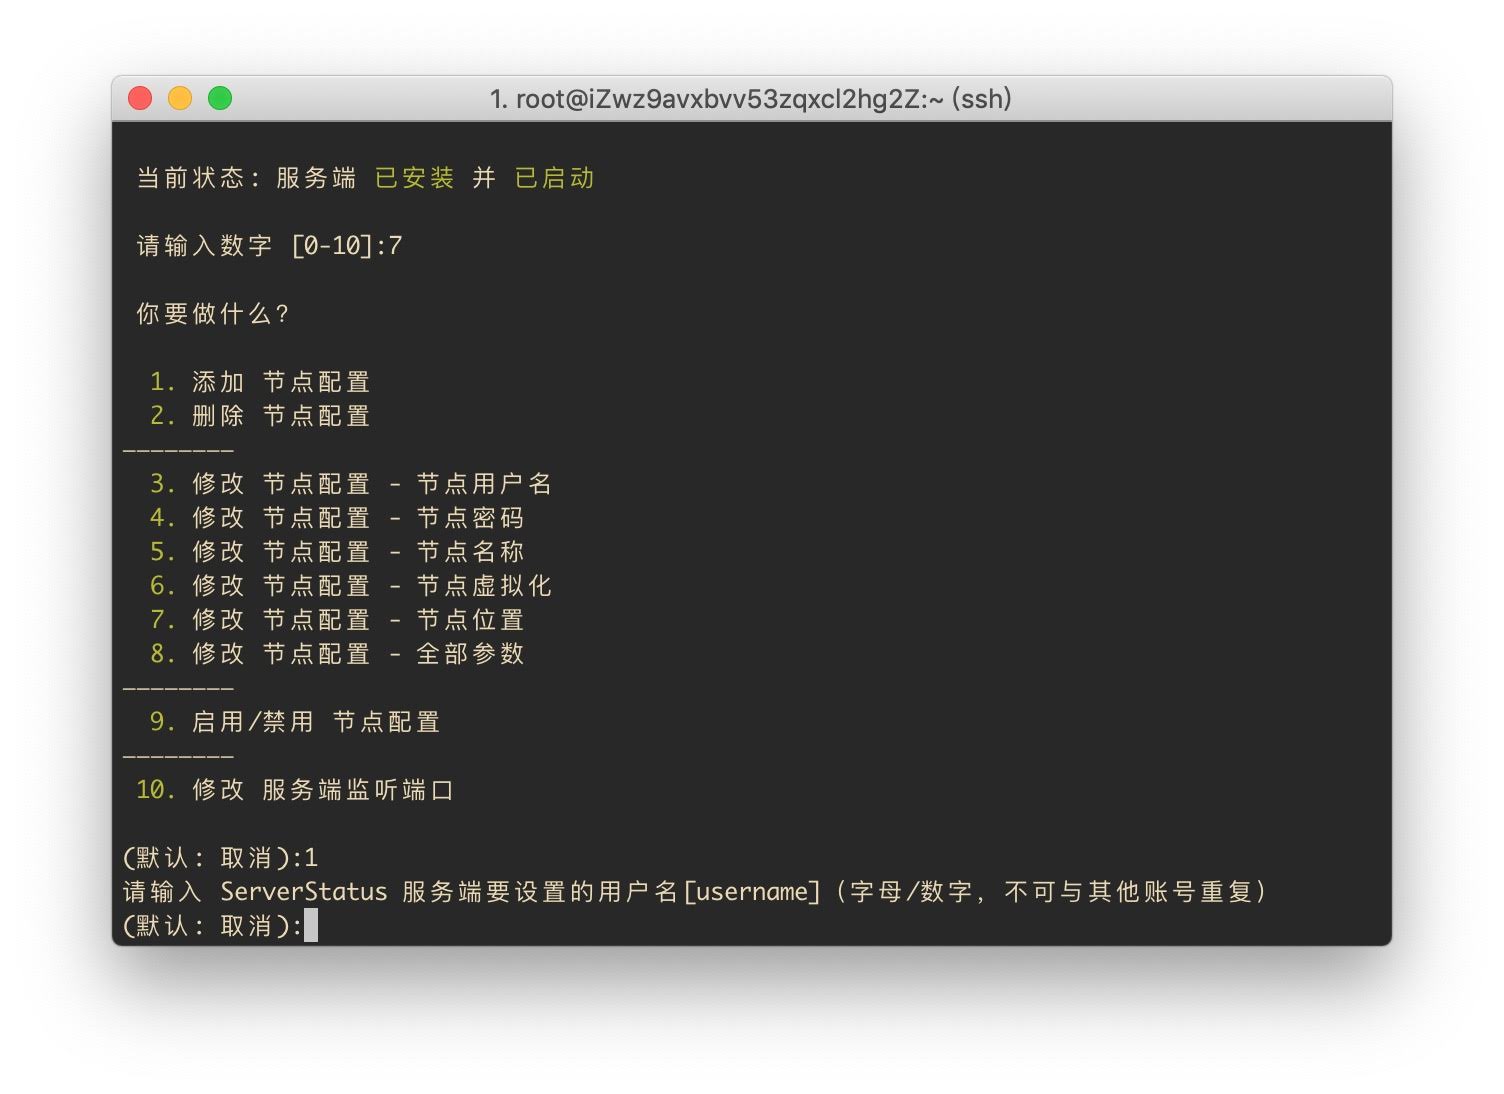 1. root@iZwz9avxbvv53zqxcl2hg2Z:~ (ssh)
当前状态: 服务端 已安装 并 已启动
请输入数字 [0-10]:7
你要做什么?
1. 添加 节点配置
2. 删除 节点配置
————————
3. 修改 节点配置 - 节点用户名
4. 修改 节点配置 - 节点密码
5. 修改 节点配置 - 节点名称
6. 修改 节点配置 - 节点虚拟化
7. 修改 节点配置 - 节点位置
8. 修改 节点配置 - 全部参数
————————
9. 启用/禁用 节点配置
————————
10. 修改 服务端监听端口
(默认: 取消):1
请输入 ServerStatus 服务端要设置的用户名[username]（字母/数字, 不可与其他账号重复）
(默认: 取消):